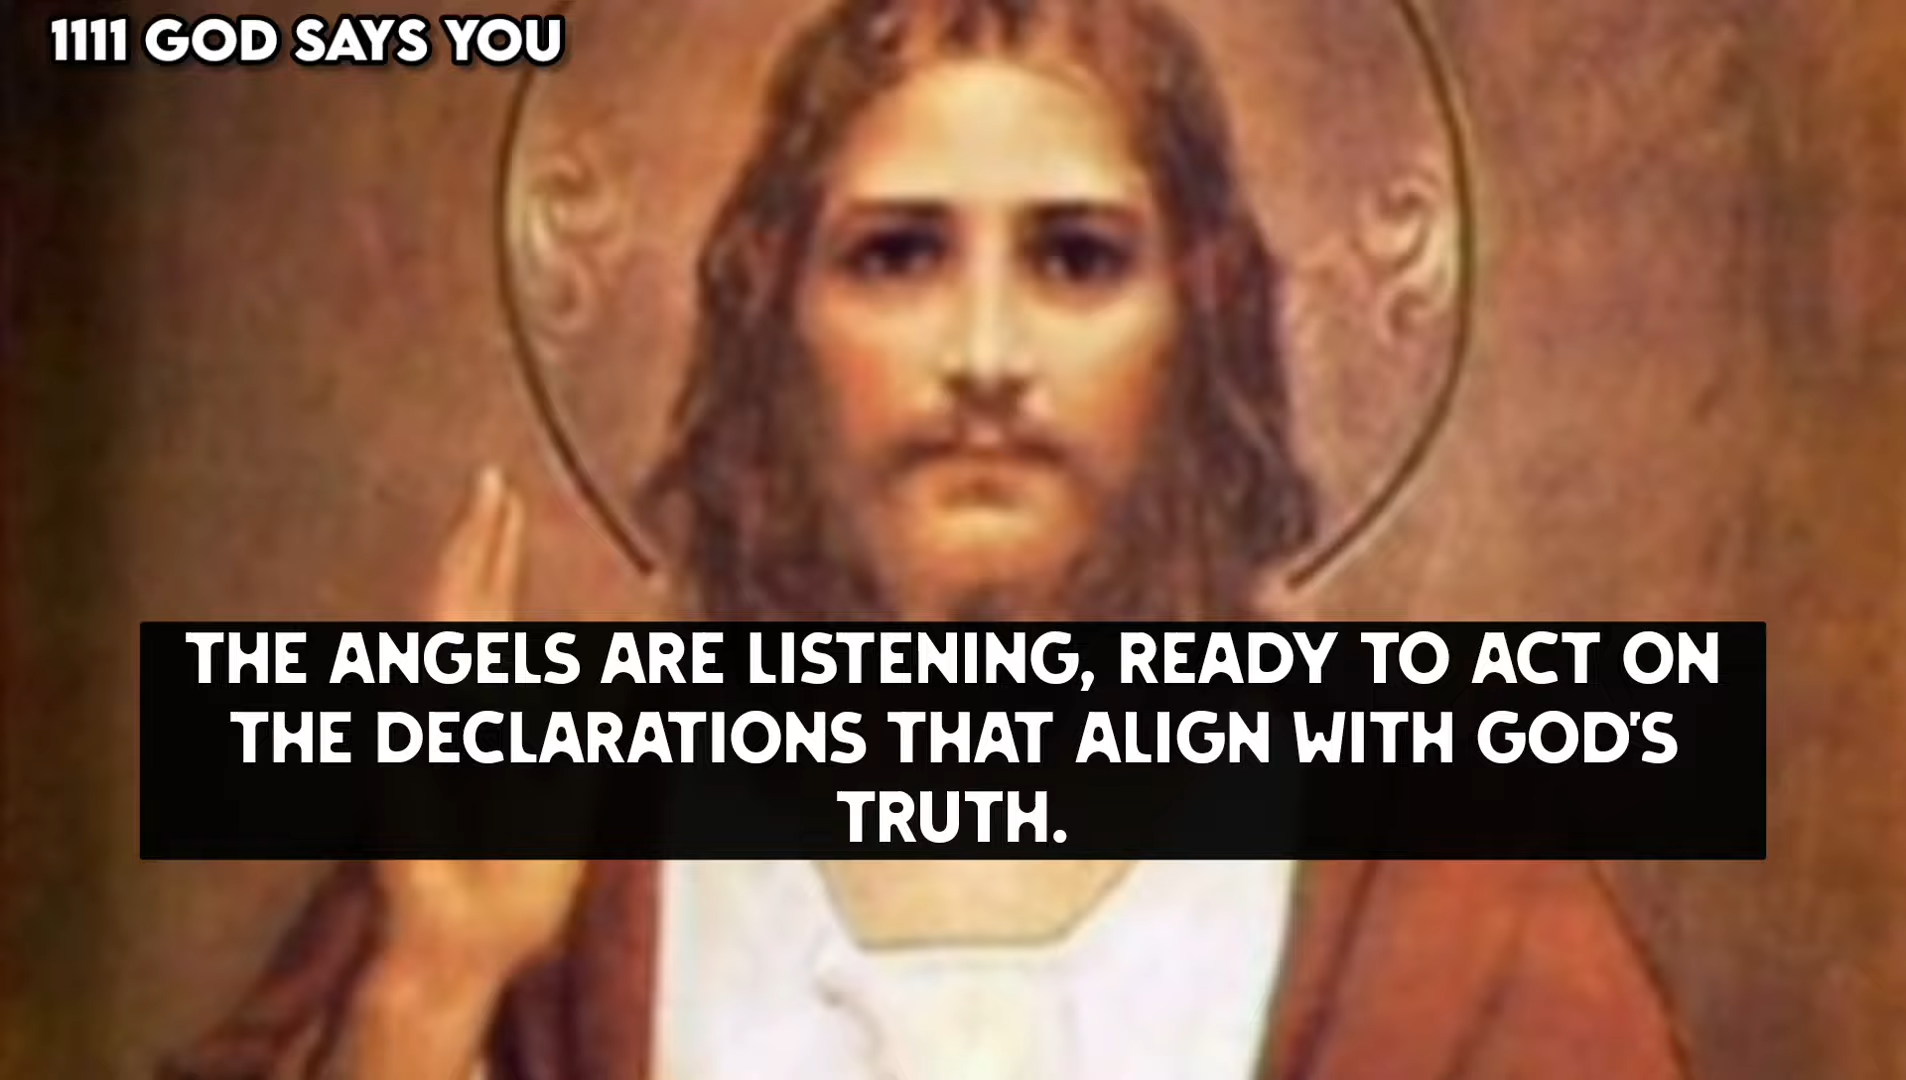 1111 GOD SAYS YOU
THE ANGELS ARE LISTENING, READY TO ACT ON
THE DECLARATIONS THAT ALIGN WITH GOD'S
TRUTH.